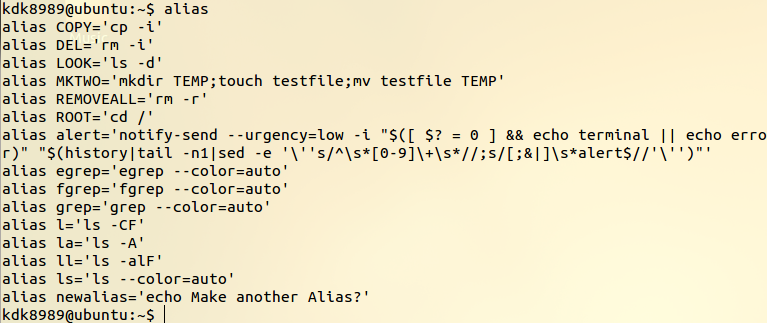 kdk8989@ubuntu:~$ alias
alias COPY='cp -i'
alias DEL='rm -i'
alias LOOK='ls -d'
alias MKTWO='mkdir TEMP;touch testfile;mv testfile TEMP'
alias REMOVEALL='rm -r'
alias ROOT='cd /'
alias alert='notify-send --urgency=low -i "$([ $? = 0 ] && echo terminal || echo erro
r)" "$(history|tail -n1|sed -e '\''s/^\s*[0-9]\+\s*//;s/[;&|]\s*alert$//'\'')"'
alias egrep='egrep --color=auto'
alias fgrep='fgrep --color=auto'
alias grep='grep --color=auto'
alias l='ls -CF'
alias la='ls -A'
alias ll='ls -alF'
alias ls='ls --color=auto'
alias newalias='echo Make another Alias?'
kdk8989@ubuntu:~$